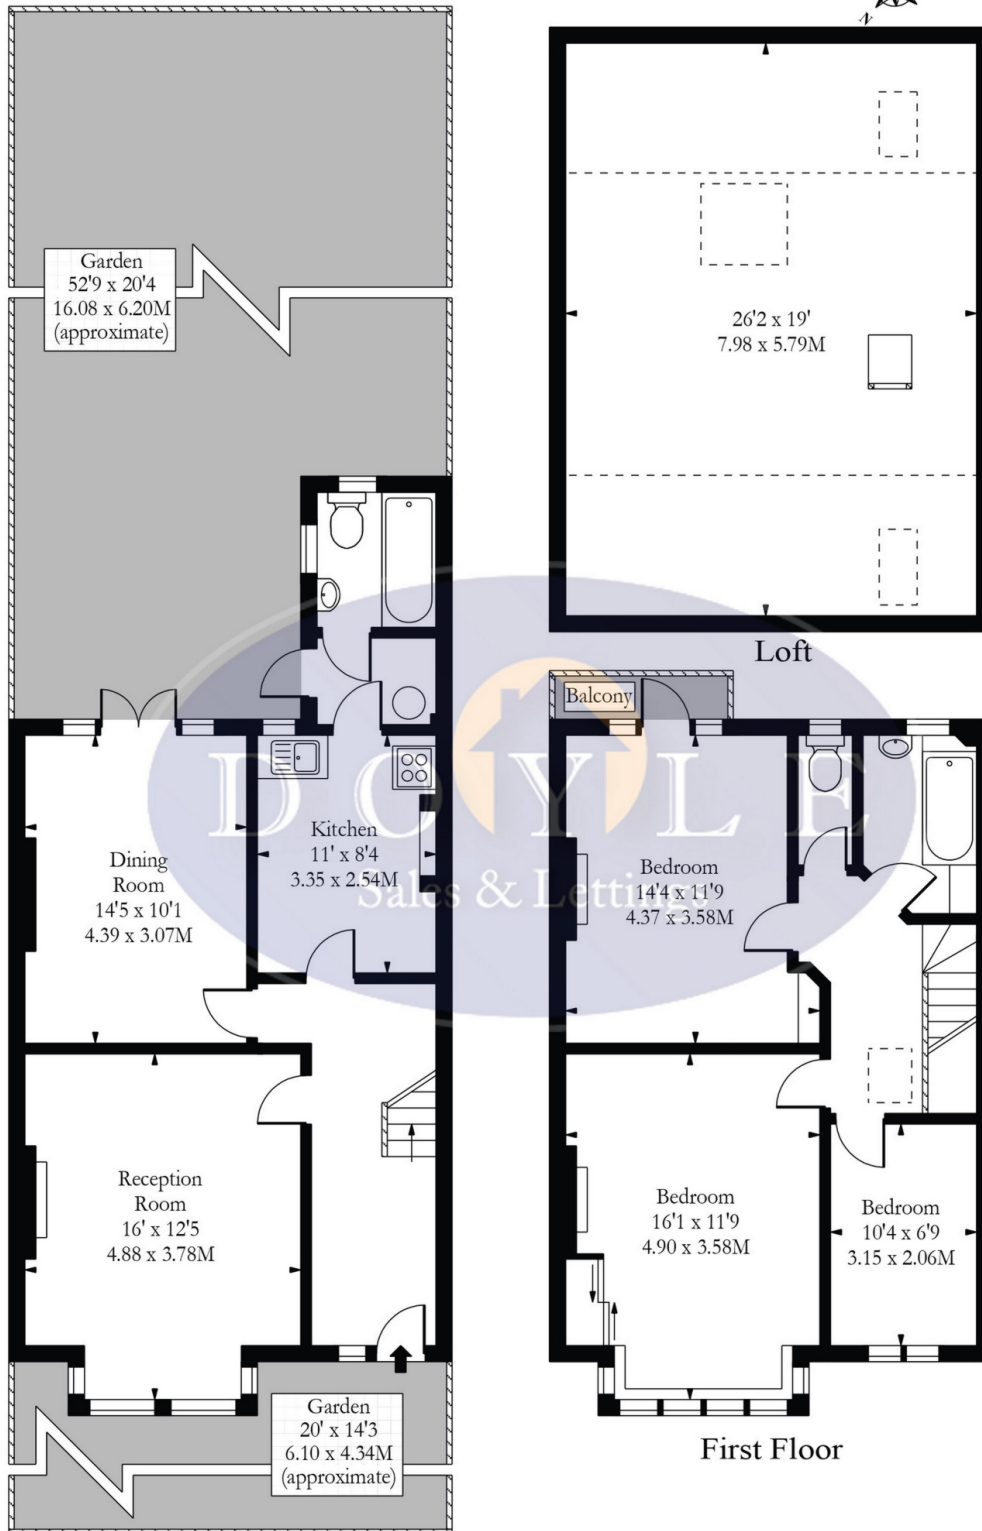 N
Garden
52'9 x 20'4
16.08 x 6.20M
(approximate)
26'2 x 19'
7.98 x 5.79M
Loft
Balcony
DOYLE
Sales & Lettings
Kitchen
11' x 8'4
3.35 x 2.54M
Dining
Room
14'5 x 10'1
4.39 x 3.07M
Bedroom
14'4 x 11'9
4.37 x 3.58M
Reception
Room
16' x 12'5
4.88 x 3.78M
Bedroom
16'1 x 11'9
4.90 x 3.58M
Bedroom
10'4 x 6'9
3.15 x 2.06M
Garden
20' x 14'3
6.10 x 4.34M
(approximate)
First Floor